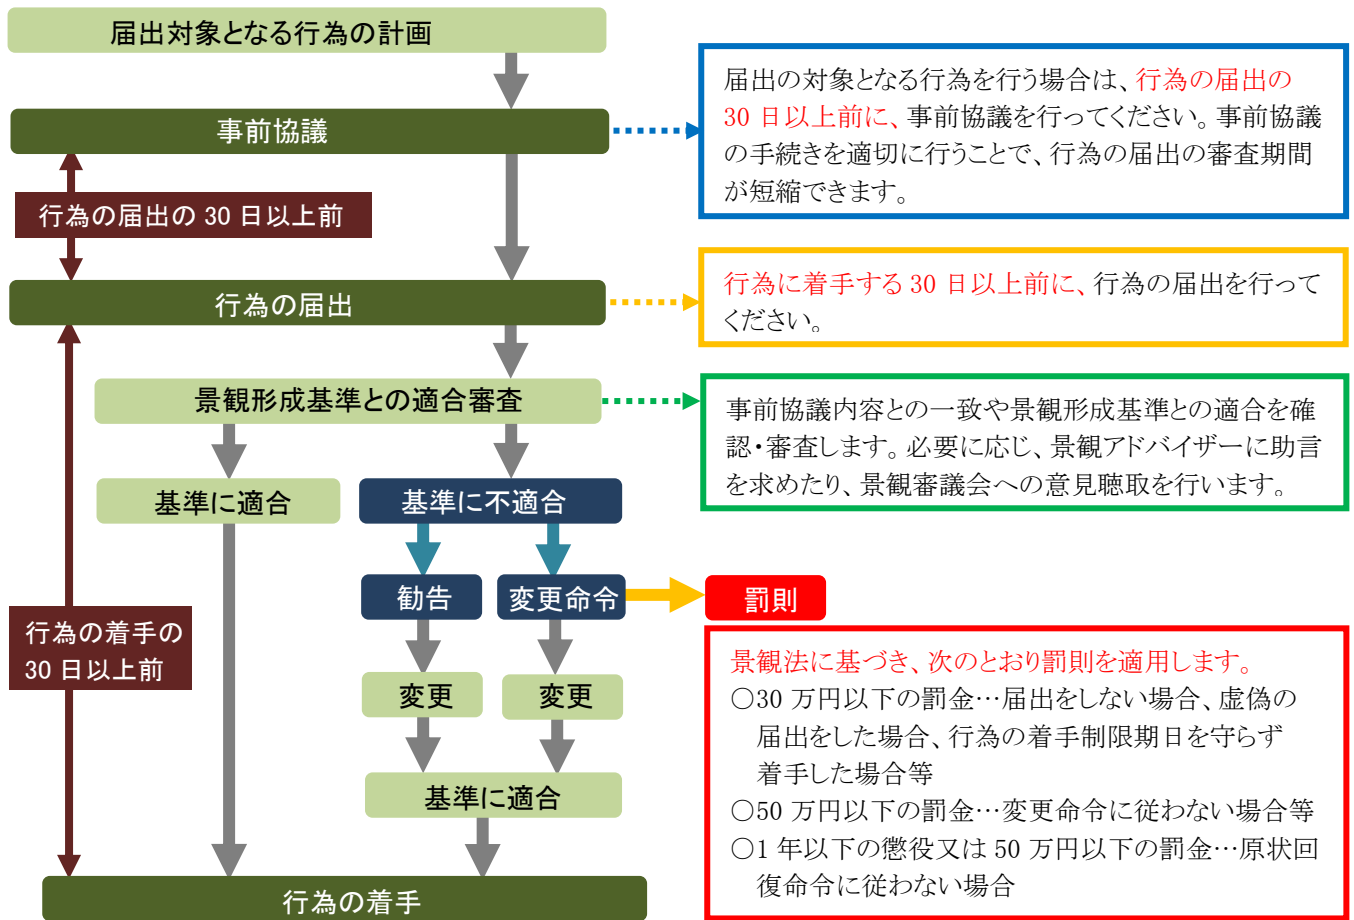 届出対象となる行為の計画
届出の対象となる行為を行う場合は、行為の届出の
30 日以上前に、事前協議を行ってください。事前協議
の手続きを適切に行うことで、行為の届出の審査期間
が短縮できます。
事前協議
行為の届出の 30 日以上前
行為に着手する 30 日以上前に、行為の届出を行って
ください。
行為の届出
景観形成基準との適合審査
事前協議内容との一致や景観形成基準との適合を確
認・審査します。必要に応じ、景観アドバイザーに助言
を求めたり、景観審議会への意見聴取を行います。
基準に適合
基準に不適合
勧告
変更命令
罰則
行為の着手の
30 日以上前
変更
変更
基準に適合
景観法に基づき、次のとおり罰則を適用します。
○30 万円以下の罰金…届出をしない場合、虚偽の
届出をした場合、行為の着手制限期日を守らず
着手した場合等
○50 万円以下の罰金…変更命令に従わない場合等
○1 年以下の懲役又は 50 万円以下の罰金…原状回
復命令に従わない場合
行為の着手